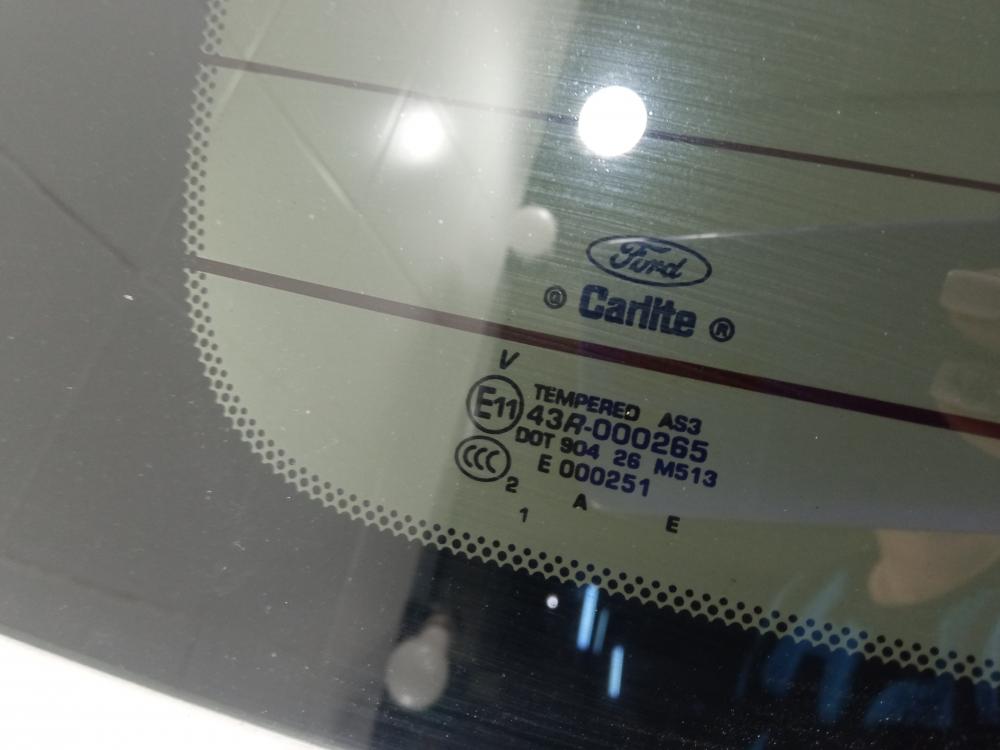 Ford
® Carlite ®
V
TEMPERED AS3
E11 43R-000265
DOT 904 26 M513
CCC E 000251
2 A E
1